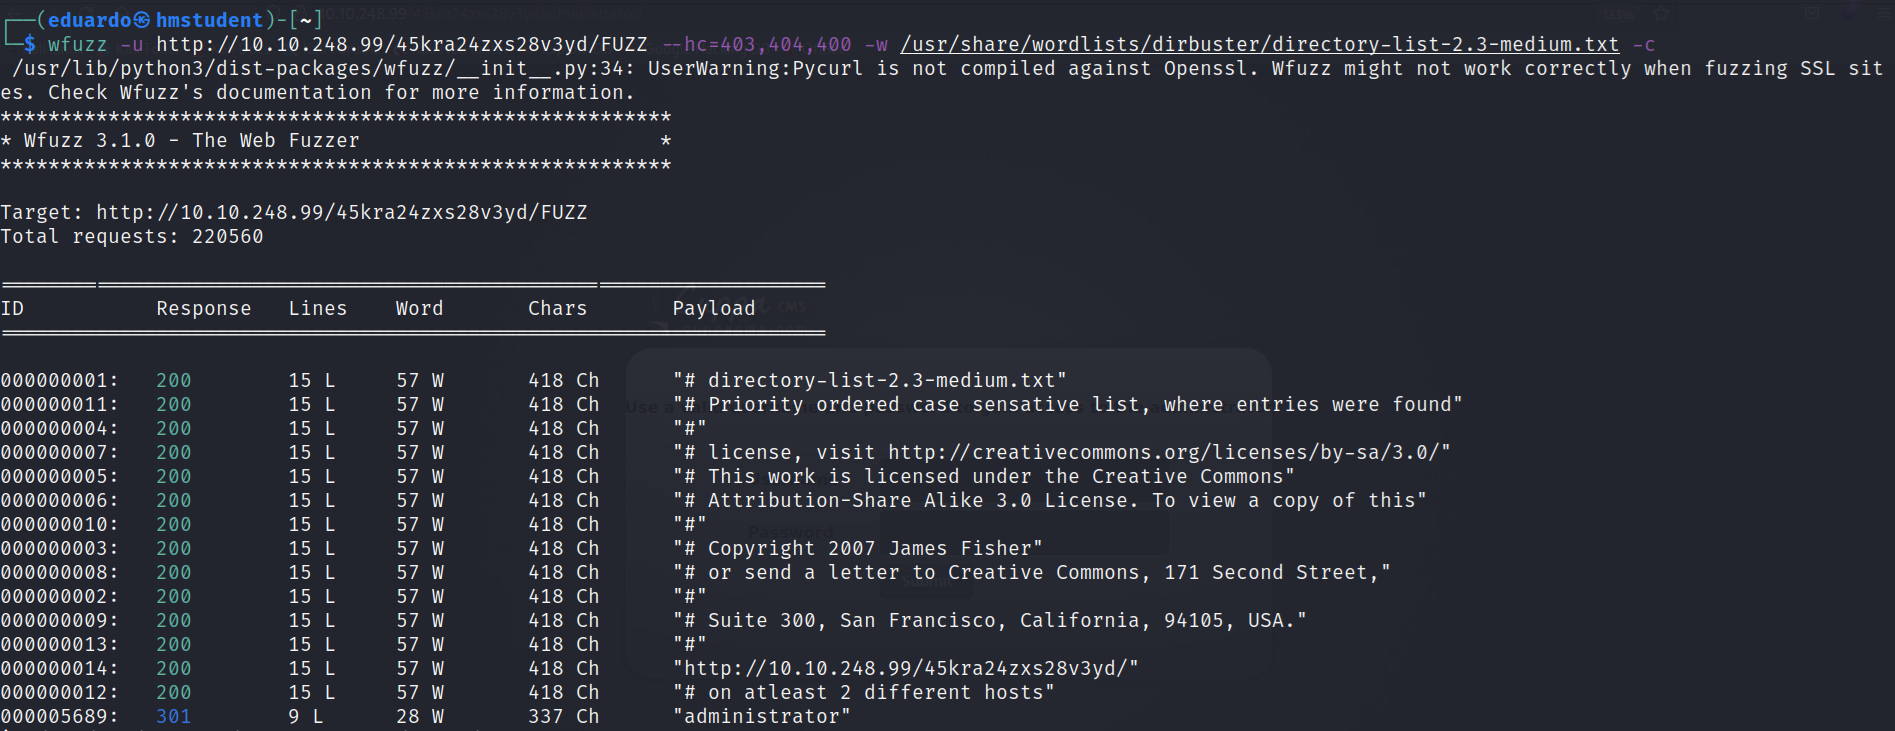 (eduardo㉿hmstudent)-[~]
$ wfuzz -u http://10.10.248.99/45kra24zxs28v3yd/FUZZ --hc=403,404,400 -w /usr/share/wordlists/dirbuster/directory-list-2.3-medium.txt -c
/usr/lib/python3/dist-packages/wfuzz/__init__.py:34: UserWarning:Pycurl is not compiled against Openssl. Wfuzz might not work correctly when fuzzing SSL sit
es. Check Wfuzz's documentation for more information.
********************************************************
* Wfuzz 3.1.0 - The Web Fuzzer                         *
********************************************************
Target: http://10.10.248.99/45kra24zxs28v3yd/FUZZ
Total requests: 220560
=====================================================================
ID           Response   Lines    Word       Chars       Payload
=====================================================================
000000001:   200        15 L     57 W       418 Ch      "# directory-list-2.3-medium.txt"
000000011:   200        15 L     57 W       418 Ch      "# Priority ordered case sensative list, where entries were found"
000000004:   200        15 L     57 W       418 Ch      "#"
000000007:   200        15 L     57 W       418 Ch      "# license, visit http://creativecommons.org/licenses/by-sa/3.0/"
000000005:   200        15 L     57 W       418 Ch      "# This work is licensed under the Creative Commons"
000000006:   200        15 L     57 W       418 Ch      "# Attribution-Share Alike 3.0 License. To view a copy of this"
000000010:   200        15 L     57 W       418 Ch      "#"
000000003:   200        15 L     57 W       418 Ch      "# Copyright 2007 James Fisher"
000000008:   200        15 L     57 W       418 Ch      "# or send a letter to Creative Commons, 171 Second Street,"
000000002:   200        15 L     57 W       418 Ch      "#"
000000009:   200        15 L     57 W       418 Ch      "# Suite 300, San Francisco, California, 94105, USA."
000000013:   200        15 L     57 W       418 Ch      "#"
000000014:   200        15 L     57 W       418 Ch      "http://10.10.248.99/45kra24zxs28v3yd/"
000000012:   200        15 L     57 W       418 Ch      "# on atleast 2 different hosts"
000005689:   301        9 L      28 W       337 Ch      "administrator"